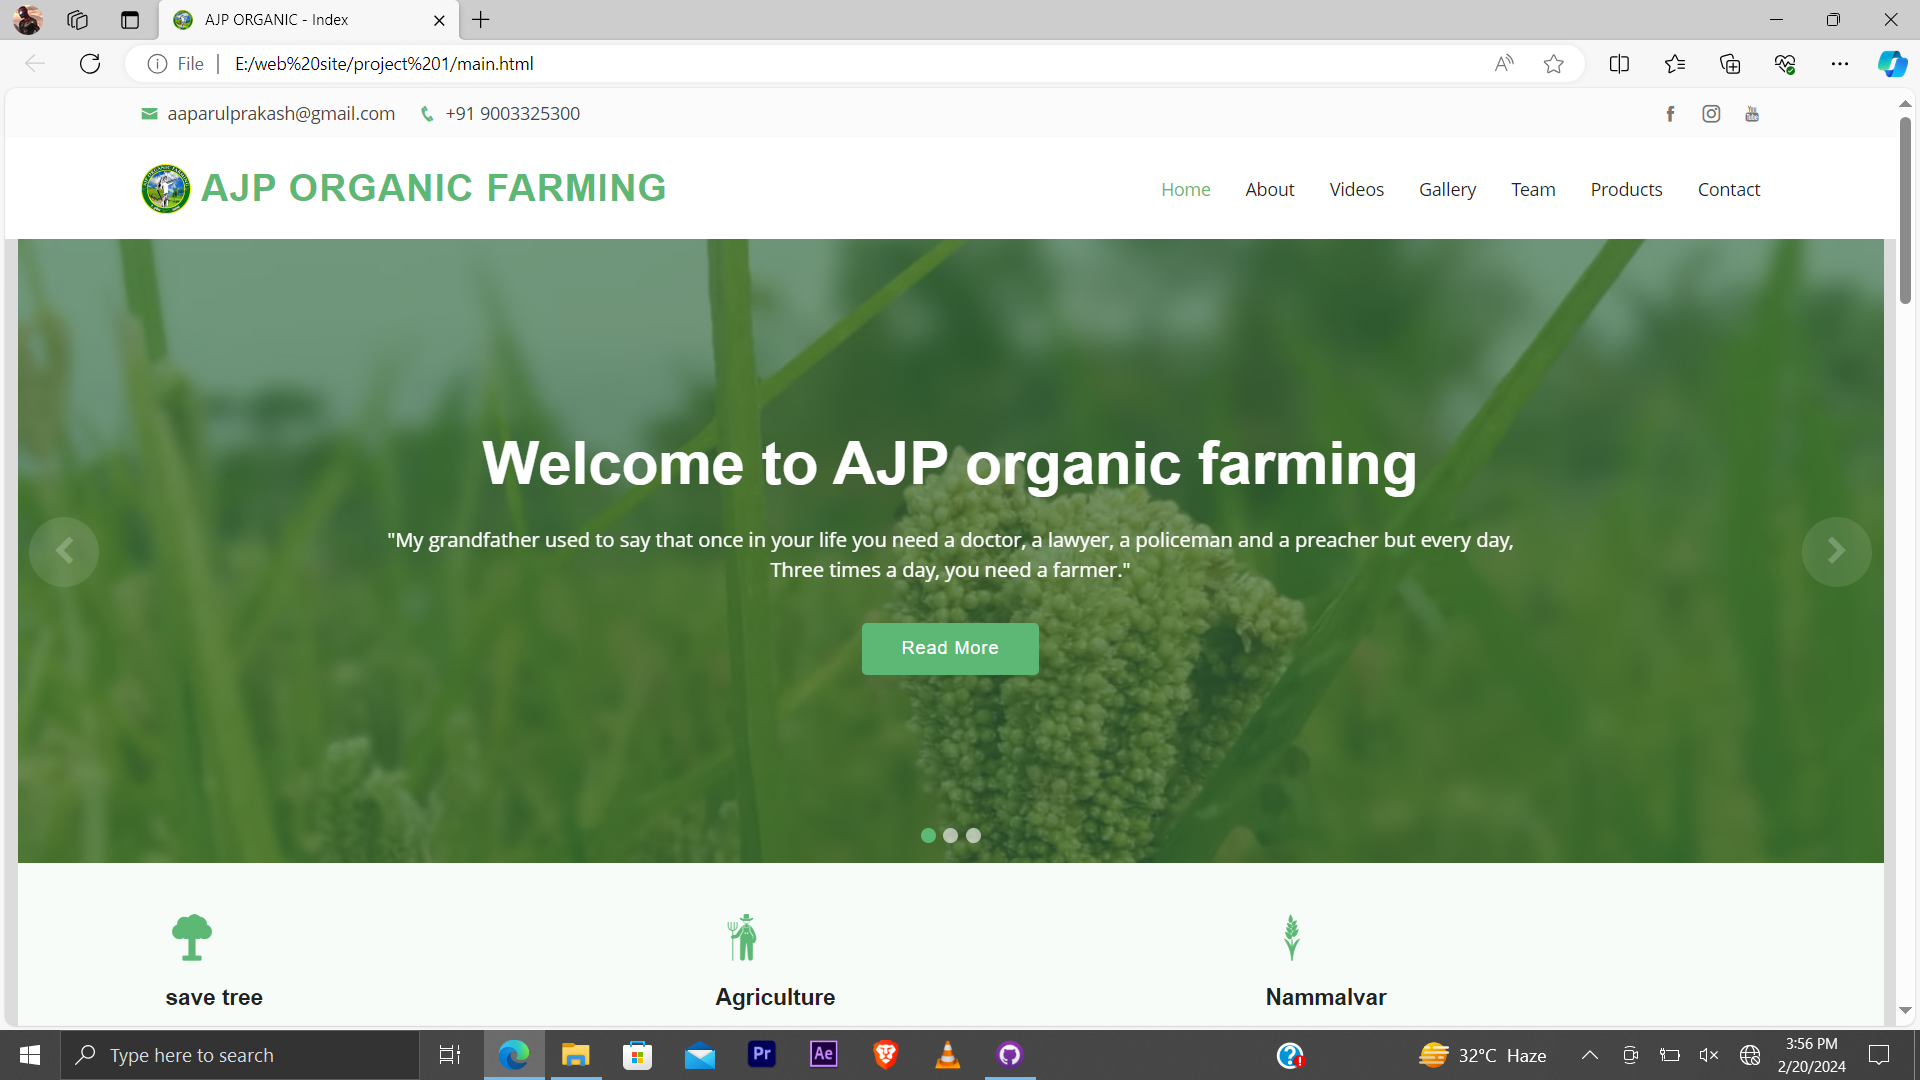 AJP ORGANIC - Index
File
E:/web%20site/project%201/main.html
aaparulprakash@gmail.com
+91 9003325300
AJP ORGANIC FARMING
Home
About
Videos
Gallery
Team
Products
Contact
Welcome to AJP organic farming
"My grandfather used to say that once in your life you need a doctor, a lawyer, a policeman and a preacher but every day,
Three times a day, you need a farmer."
Read More
save tree
Agriculture
Nammalvar
Type here to search
Pr
Ae
32°C Haze
3:56 PM
2/20/2024